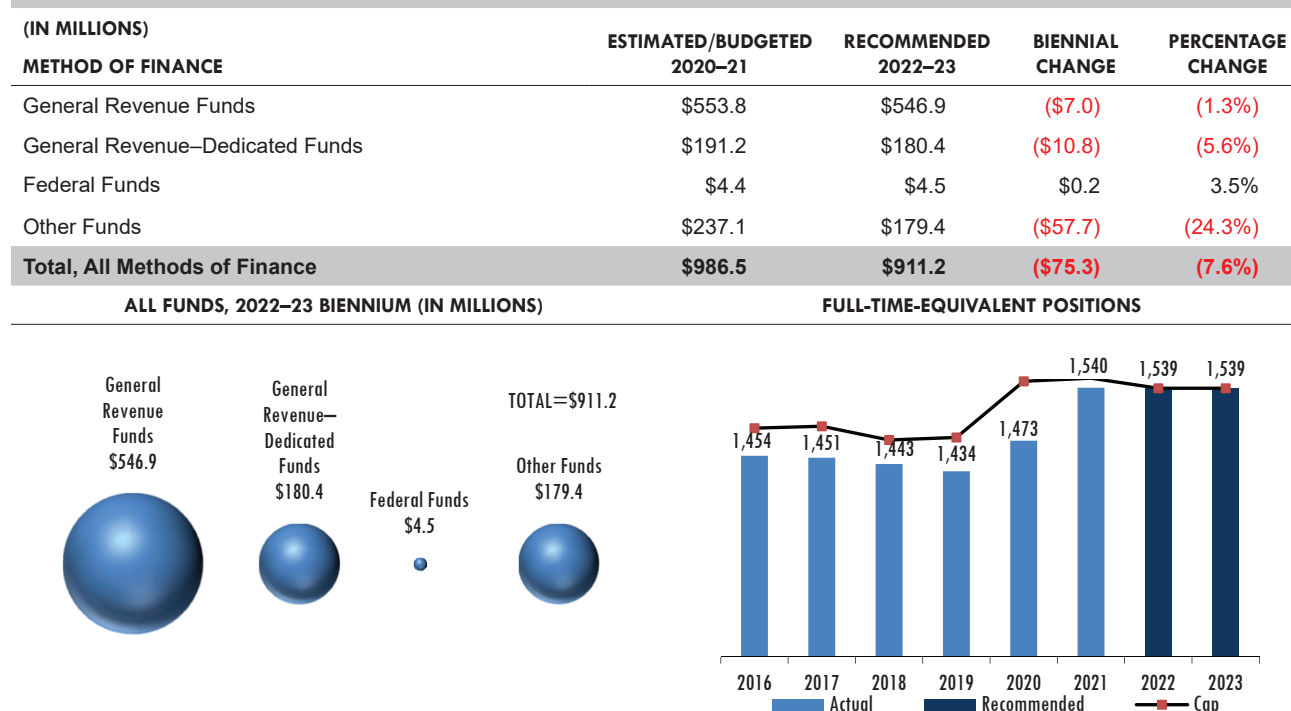 (IN MILLIONS)
METHOD OF FINANCE ESTIMATED/BUDGETED 2020–21 RECOMMENDED 2022–23 BIENNIAL CHANGE PERCENTAGE CHANGE
General Revenue Funds $553.8 $546.9 ($7.0) (1.3%)
General Revenue–Dedicated Funds $191.2 $180.4 ($10.8) (5.6%)
Federal Funds $4.4 $4.5 $0.2 3.5%
Other Funds $237.1 $179.4 ($57.7) (24.3%)
Total, All Methods of Finance $986.5 $911.2 ($75.3) (7.6%)
ALL FUNDS, 2022–23 BIENNIUM (IN MILLIONS)
General
Revenue
Funds
$546.9
General
Revenue–
Dedicated
Funds
$180.4
Federal Funds
$4.5
TOTAL=$911.2
Other Funds
$179.4
FULL-TIME-EQUIVALENT POSITIONS
1,454 1,451 1,443 1,434 1,473 1,540 1,539 1,539
2016 2017 2018 2019 2020 2021 2022 2023
Actual Recommended Cap